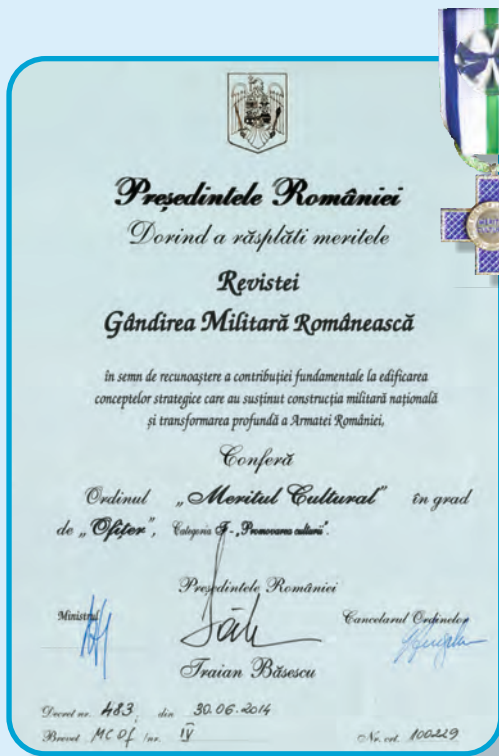 Președintele României
Dorind a răsplăti meritele
Revistei
Gândirea Militară Românească
în semn de recunoaștere a contribuției fundamentale la edificarea
conceptelor strategice care au susținut construcția militară națională
și transformarea profundă a Armatei României,
Conferă
Ordinul „Meritul Cultural” în grad
de „Ofițer”, Categoria F - „Promovarea culturii”.
Președintele României
Ministrul
Cancelarul Ordinelor
Traian Băsescu
Decret nr. 483, din 30.06.2014
Brevet MCOf /nr. IV
Nr. crt. 100229